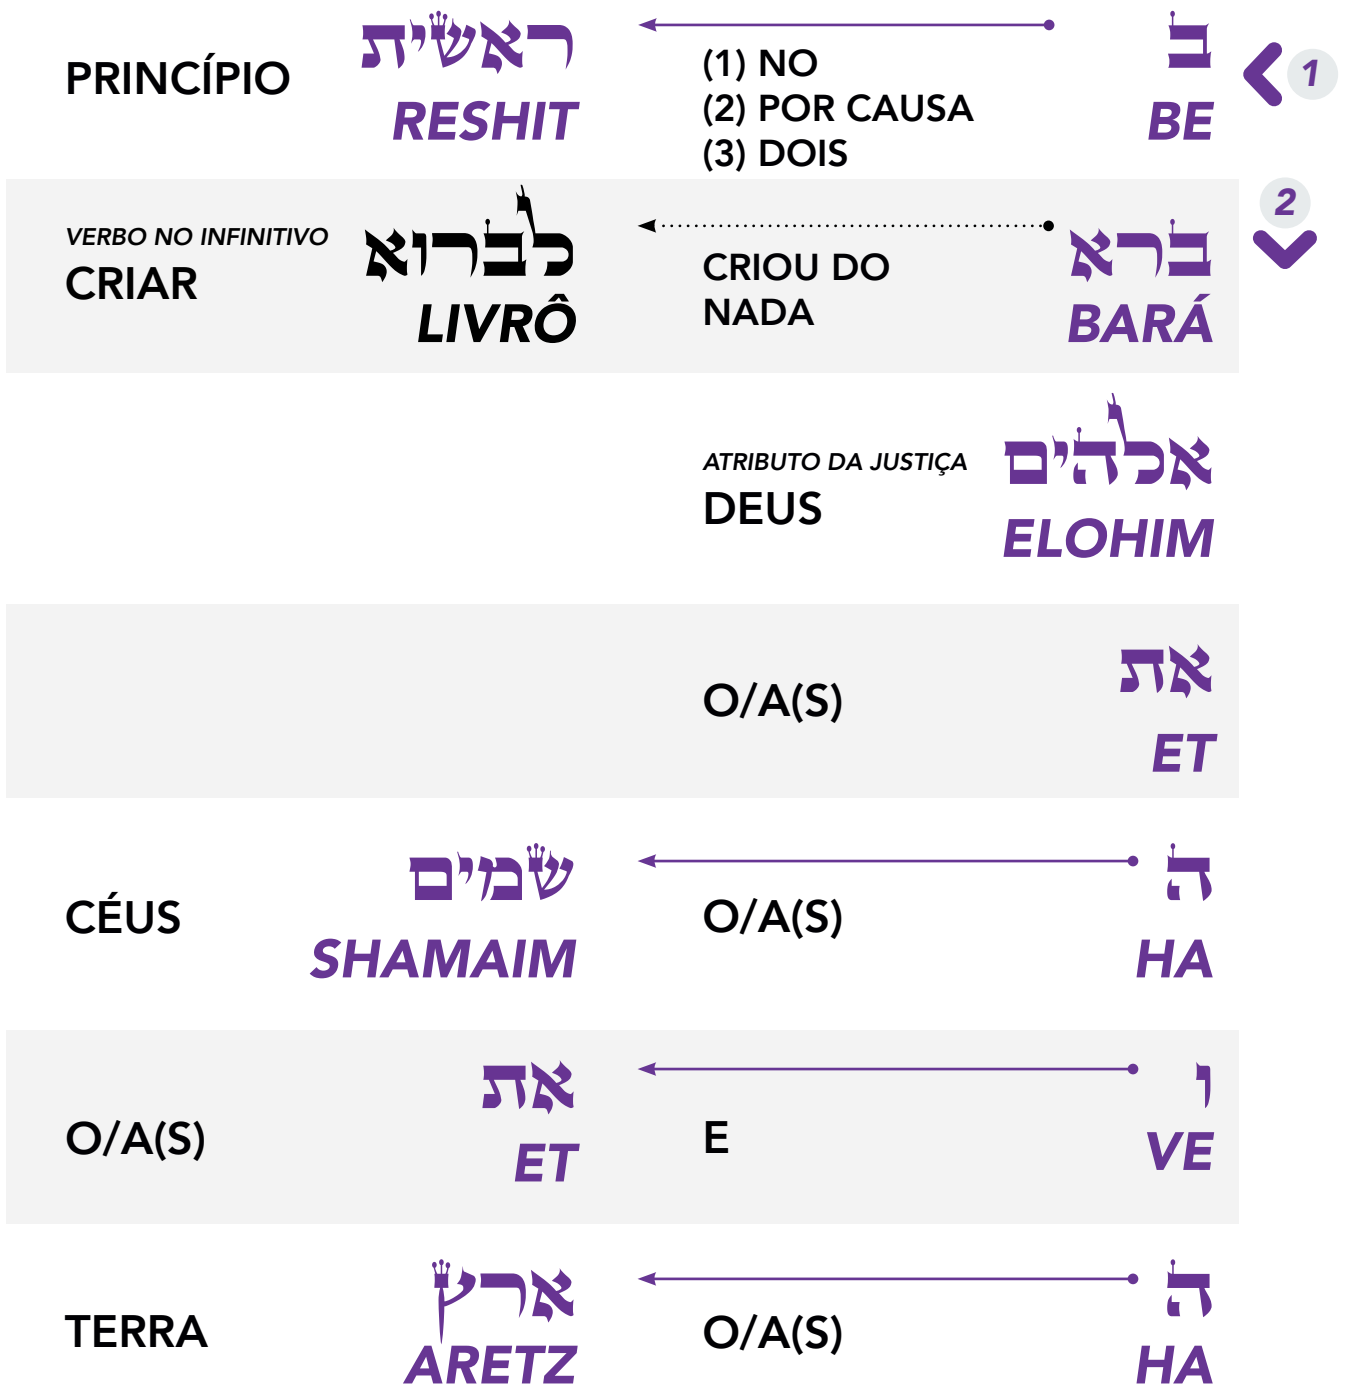 ב
BE
(1) NO
(2) POR CAUSA
(3) DOIS
ראשית
RESHIT
PRINCÍPIO
1
2
ברא
BARÁ
CRIOU DO
NADA
לברוא
LIVRÔ
VERBO NO INFINITIVO
CRIAR
אלהים
ELOHIM
ATRIBUTO DA JUSTIÇA
DEUS
את
ET
O/A(S)
ה
HA
O/A(S)
שמים
SHAMAIM
CÉUS
ו
VE
E
את
ET
O/A(S)
ה
HA
O/A(S)
ארץ
ARETZ
TERRA